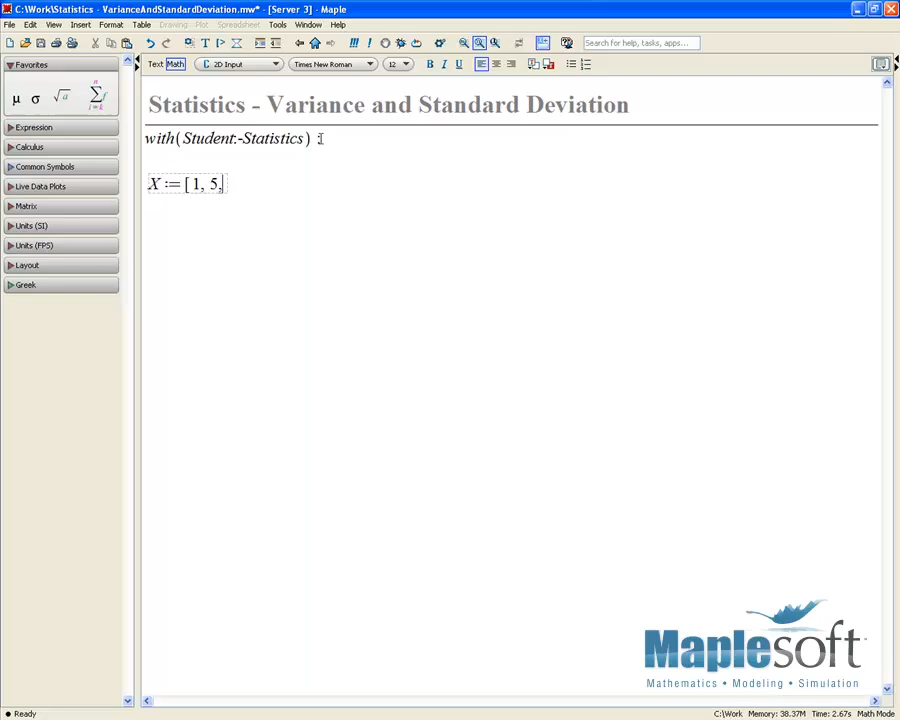 C:\Work\Statistics - VarianceAndStandardDeviation.mw* - [Server 3] - Maple
File Edit View Insert Format Table Drawing Plot Spreadsheet Tools Window Help
Search for help, tasks, apps...
Favorites
Text Math C 2D Input Times New Roman 12 B I U
μ σ √a n ∑ f i=k
Statistics - Variance and Standard Deviation
Expression
with(Student:-Statistics) :
Calculus
Common Symbols
X := [1, 5,
Live Data Plots
Matrix
Units (SI)
Units (FPS)
Layout
Greek
Maplesoft
Mathematics • Modeling • Simulation
Ready
C:\Work Memory: 38.37M Time: 2.67s Math Mode